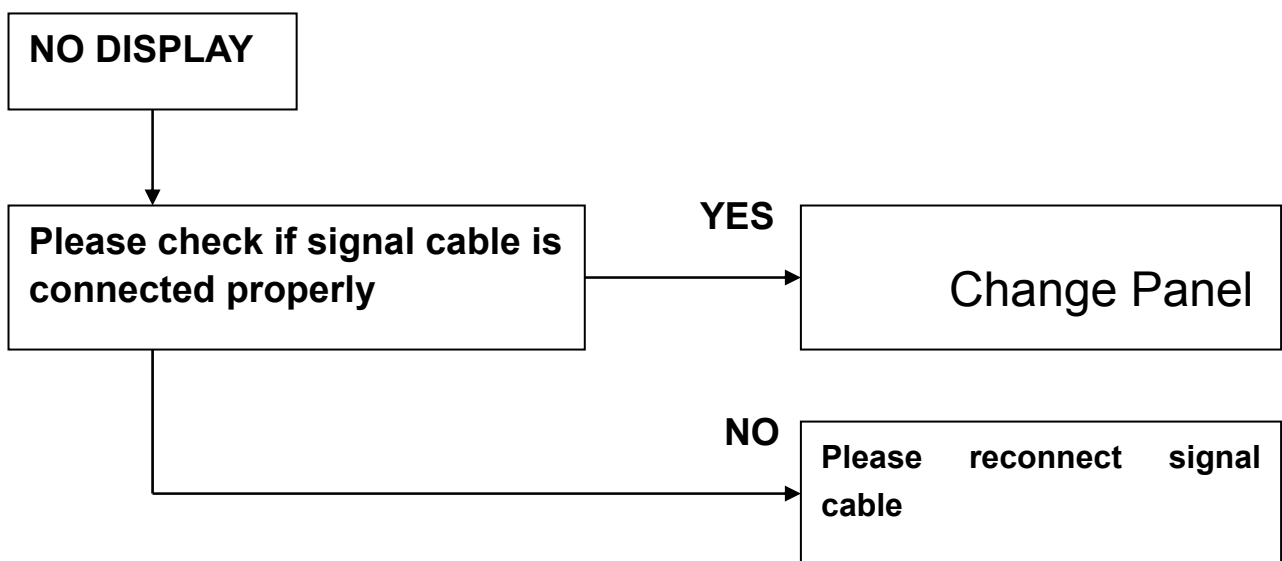 NO DISPLAY
Please check if signal cable is
connected properly
YES
Change Panel
NO
Please reconnect signal
cable